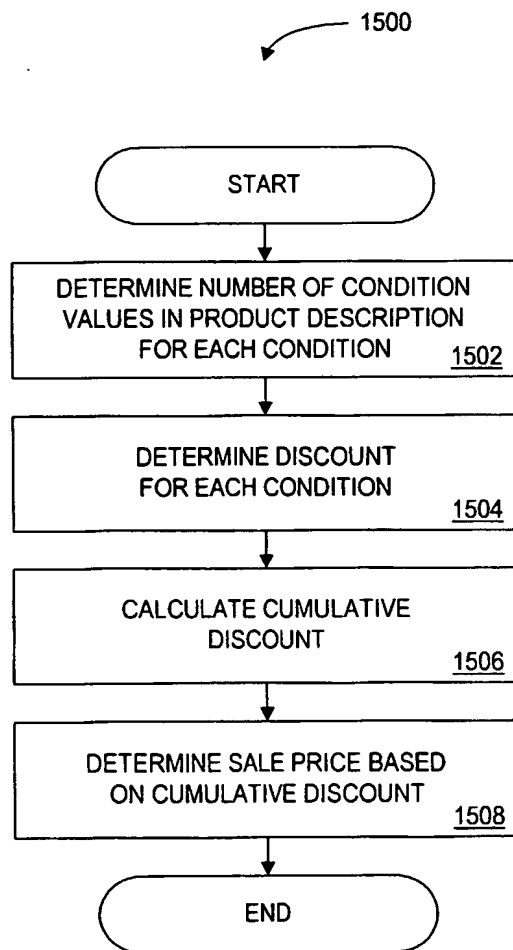 1500
START
DETERMINE NUMBER OF CONDITION
VALUES IN PRODUCT DESCRIPTION
FOR EACH CONDITION
1502
DETERMINE DISCOUNT
FOR EACH CONDITION
1504
CALCULATE CUMULATIVE
DISCOUNT
1506
DETERMINE SALE PRICE BASED
ON CUMULATIVE DISCOUNT
1508
END